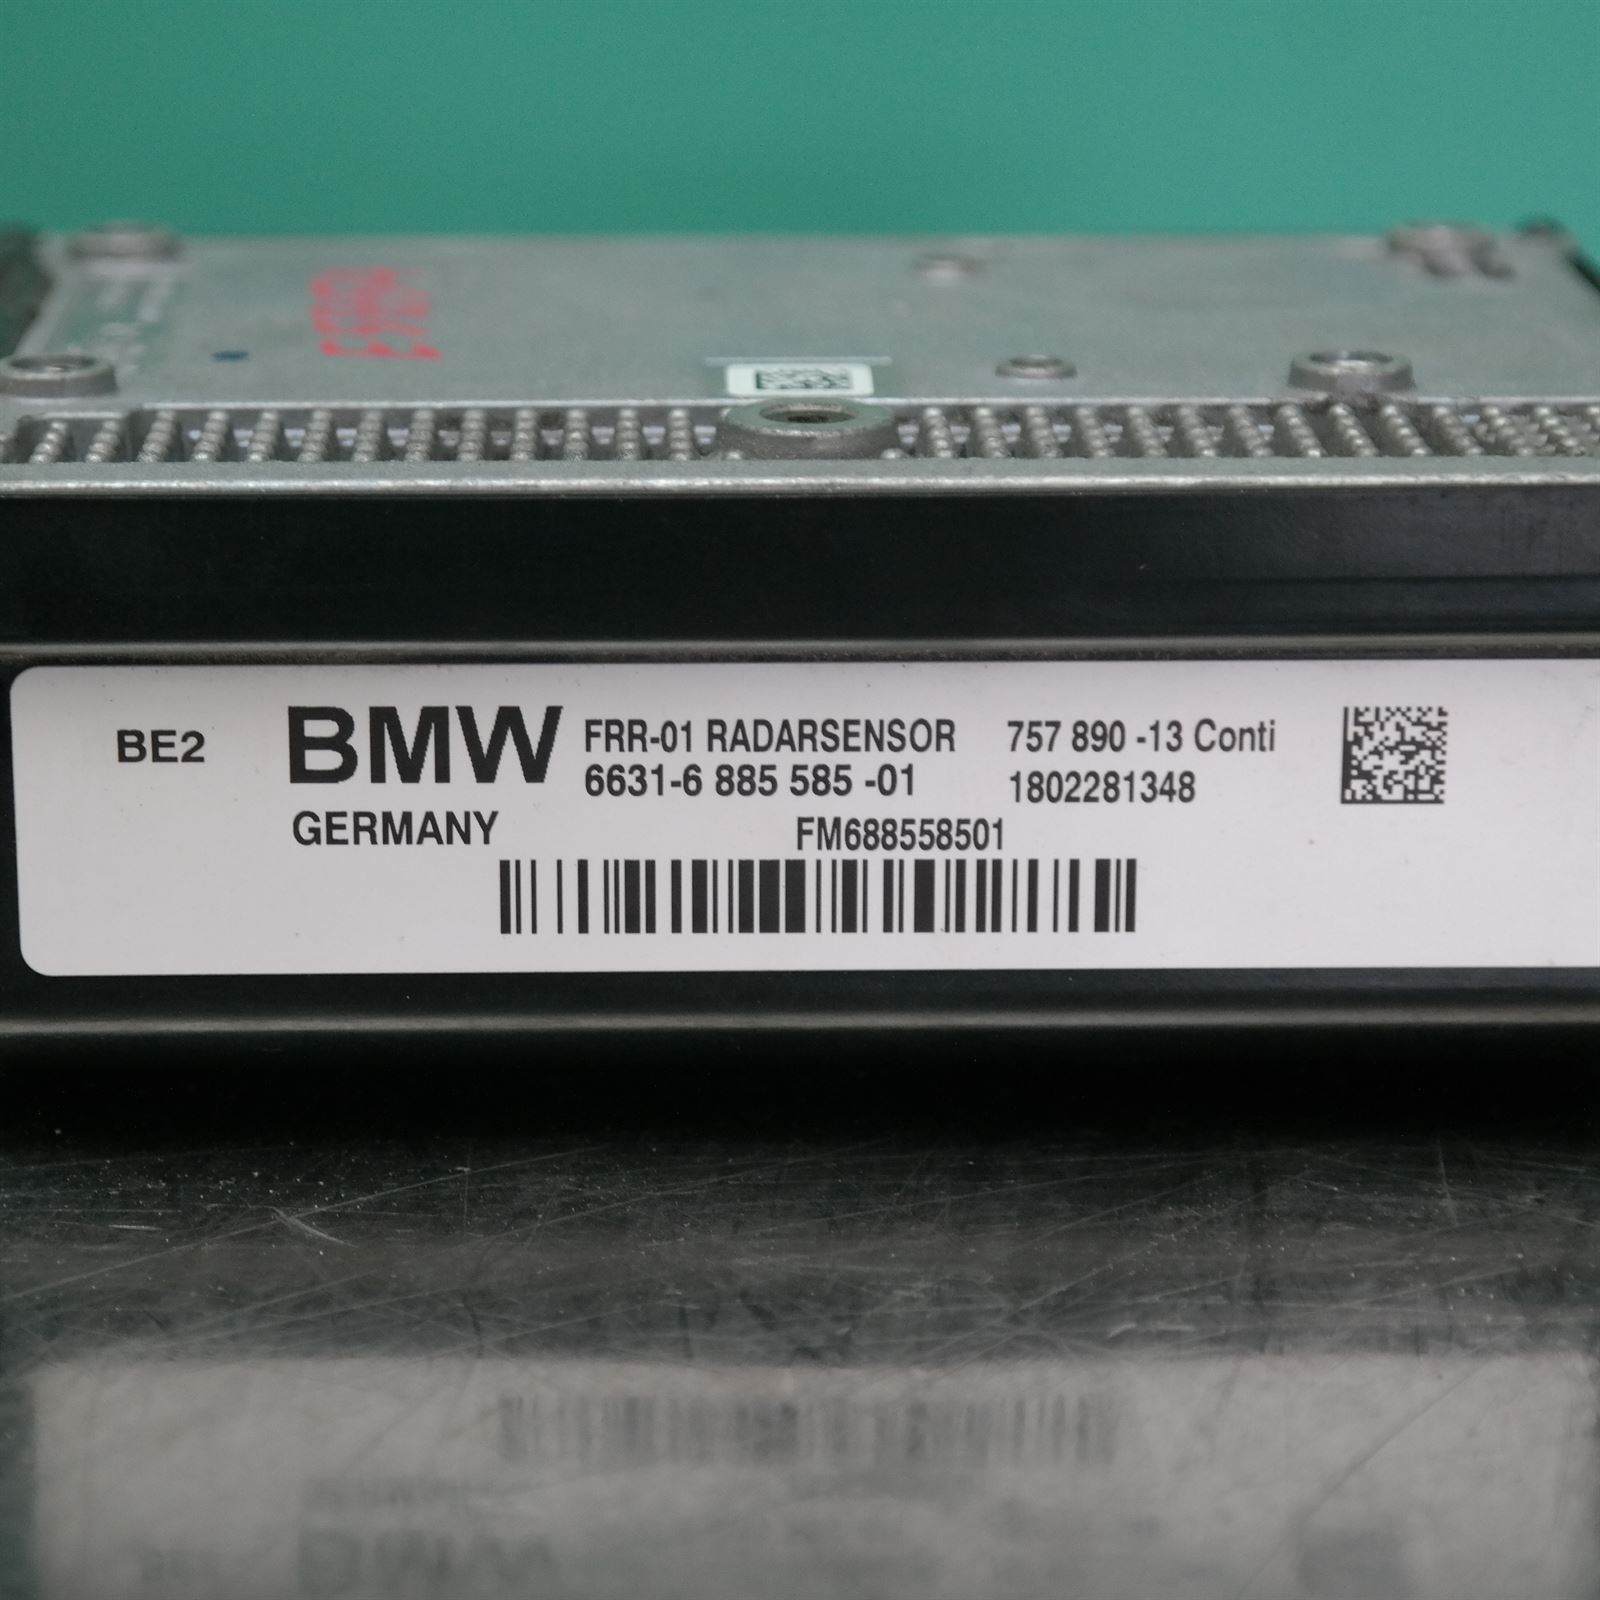 BE2
BMW
GERMANY
FRR-01 RADARSENSOR
6631-6 885 585 -01
757 890 -13 Conti
1802281348
FM688558501